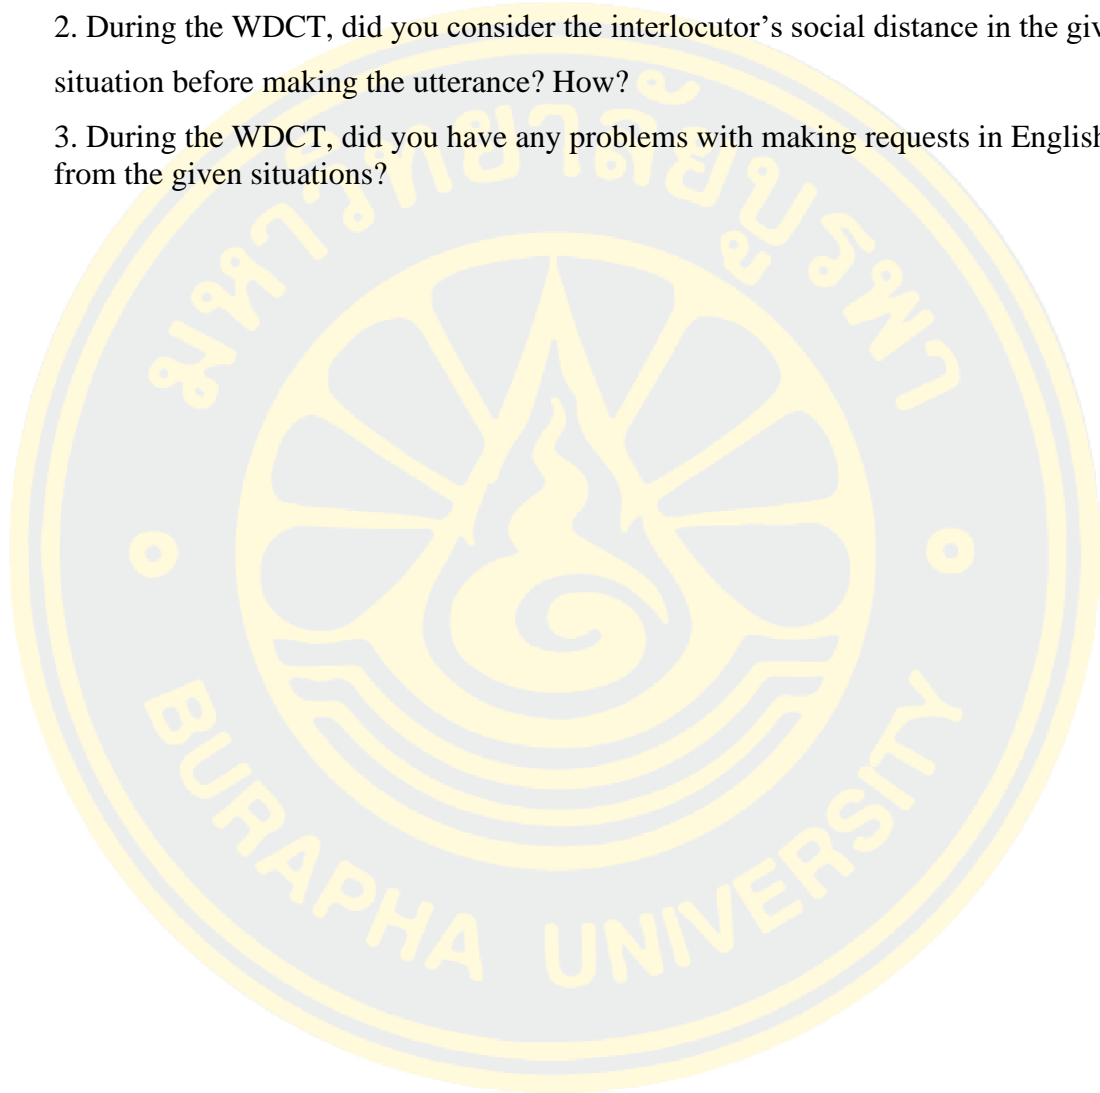 2. During the WDCT, did you consider the interlocutor’s social distance in the
situation before making the utterance? How?
3. During the WDCT, did you have any problems with making requests in English
from the given situations?
มหาวิทยาลัยบูรพา
BURAPHA UNIVERSITY